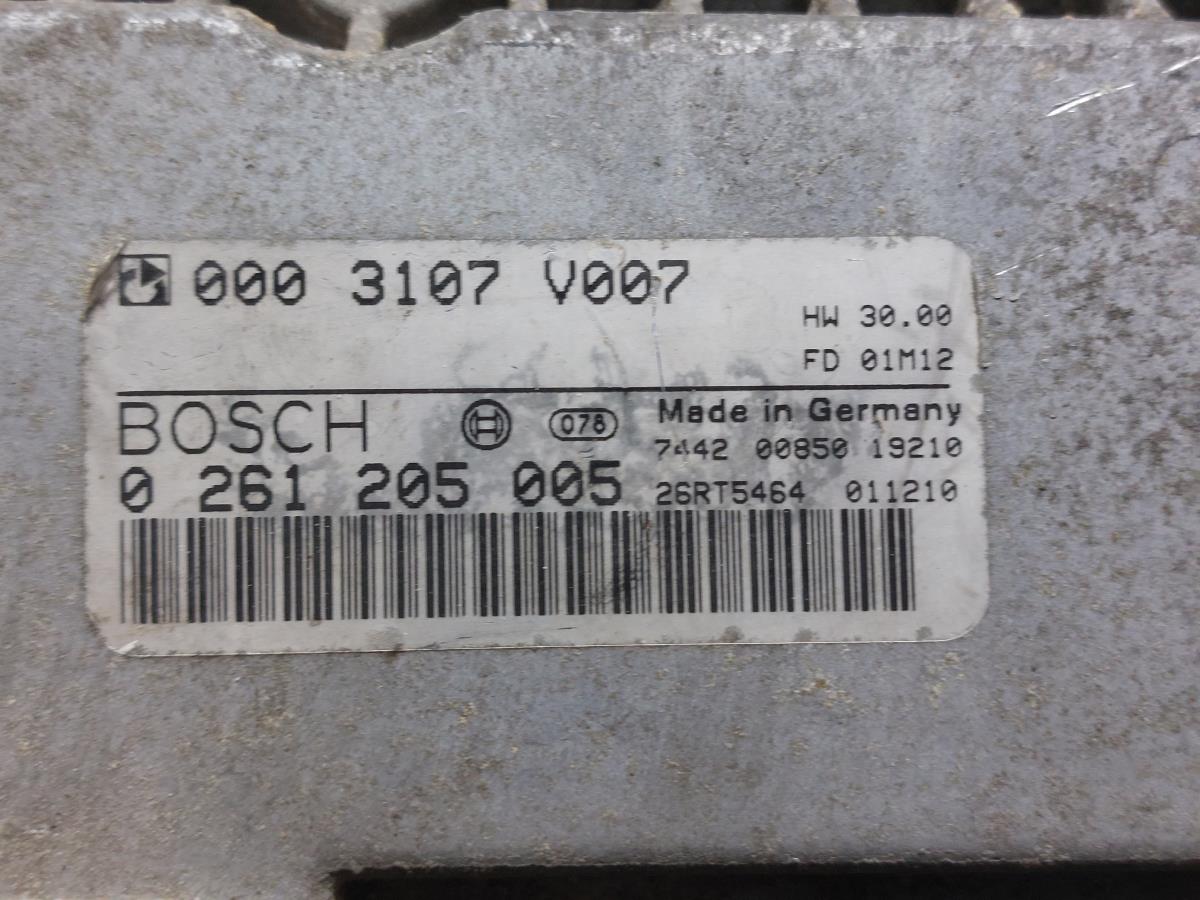 000 3107 V007
HW 30.00
FD 01M12
BOSCH
078
Made in Germany
7442 00850 19210
0 261 205 005
26RT5464 011210